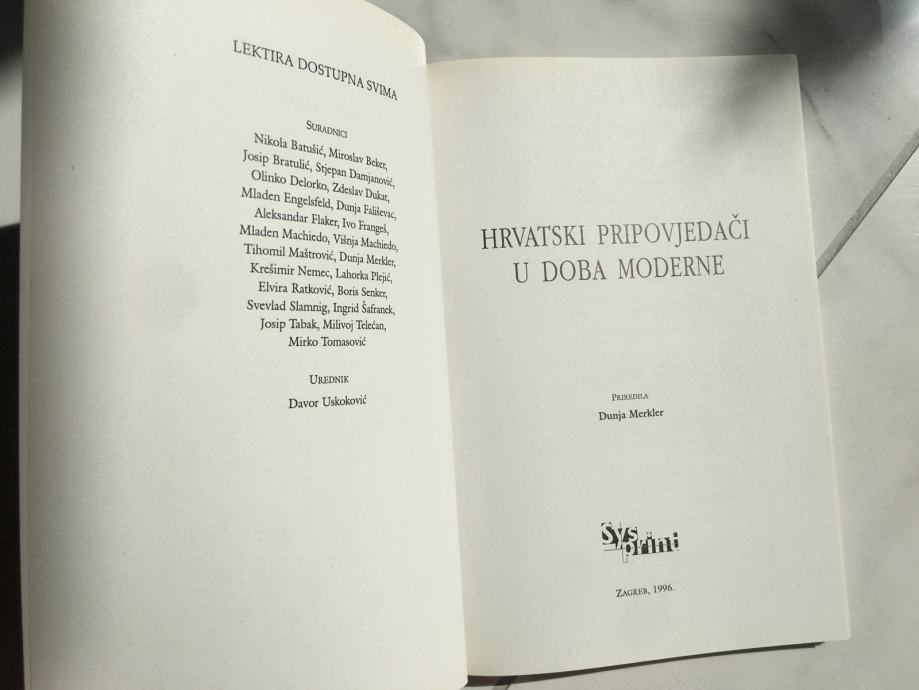 LEKTIRA DOSTUPNA SVIMA
SURADNICI
Nikola Batušić, Miroslav Beker,
Josip Bratulić, Stjepan Damjanović,
Olinko Delorko, Zdeslav Dukat,
Mladen Engelsfeld, Dunja Fališevac,
Aleksandar Flaker, Ivo Frangeš,
Mladen Machiedo, Višnja Machiedo,
Tihomil Maštrović, Dunja Merkler,
Krešimir Nemec, Lahorka Plejić,
Elvira Ratković, Boris Senker,
Svevlad Slamnig, Ingrid Šafranek,
Josip Tabak, Milivoj Telećan,
Mirko Tomasović
UREDNIK
Davor Uskoković
HRVATSKI PRIPOVJEDAČI
U DOBA MODERNE
PRIREDILA
Dunja Merkler
Sys
print
ZAGREB, 1996.